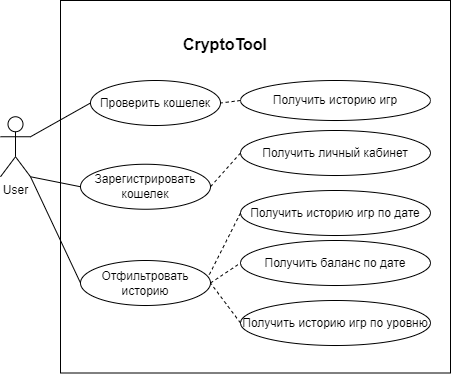 CryptoTool
Проверить кошелек
Получить историю игр
User
Зарегистрировать
кошелек
Получить личный кабинет
Отфильтровать
историю
Получить историю игр по дате
Получить баланс по дате
Получить историю игр по уровню